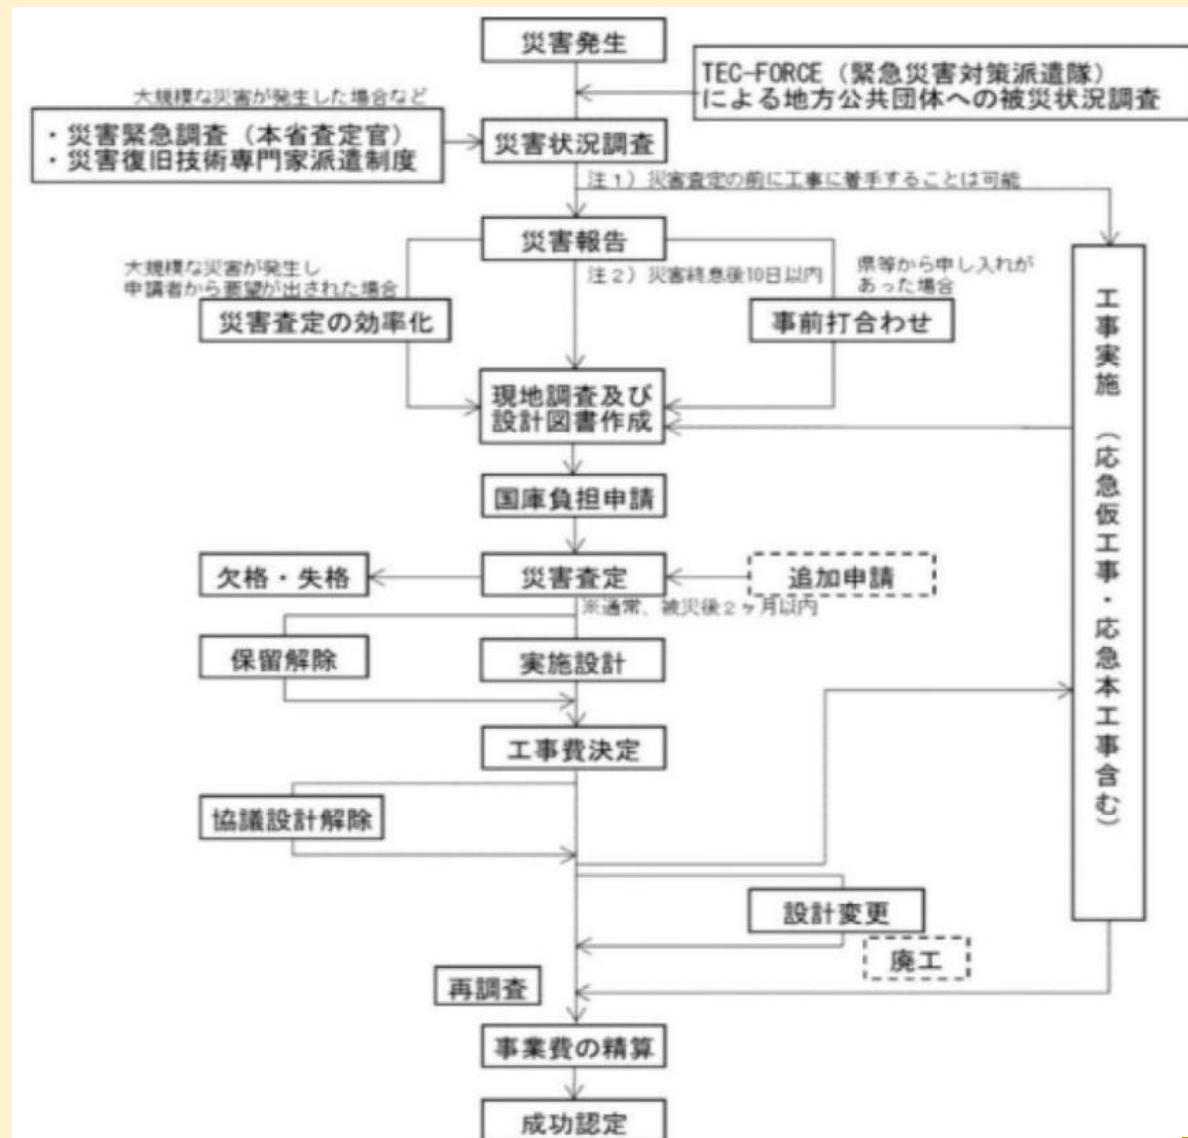 災害発生
TEC-FORCE（緊急災害対策派遣隊）
による地方公共団体への被災状況調査
大規模な災害が発生した場合など
・災害緊急調査（本省査定官）
・災害復旧技術専門家派遣制度
災害状況調査
注１）災害査定の前に工事に着手することは可能
災害報告
大規模な災害が発生し
申請者から要望が出された場合
注２）災害終息後10日以内
県等から申し入れが
あった場合
災害査定の効率化
事前打合わせ
工事実施（応急仮工事・応急本工事含む）
現地調査及び
設計図書作成
国庫負担申請
欠格・失格
災害査定
追加申請
※通常、被災後２ヶ月以内
保留解除
実施設計
工事費決定
協議設計解除
設計変更
廃工
再調査
事業費の精算
成功認定